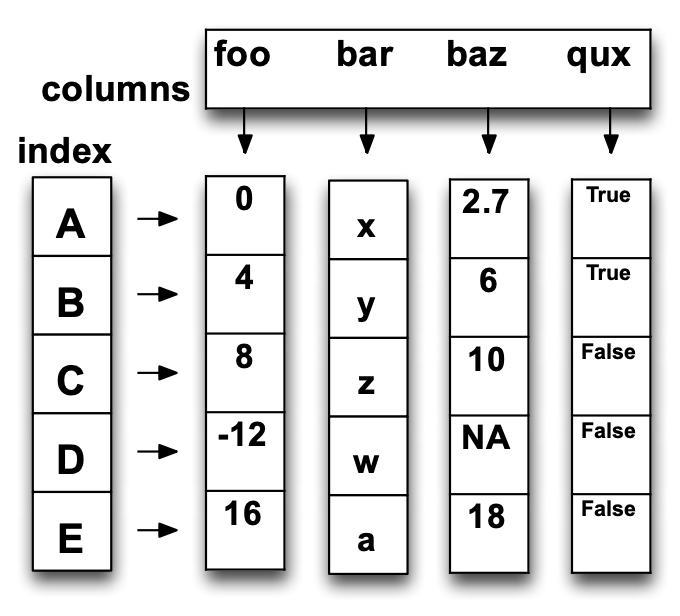 foo bar baz qux
columns
index
A 0 x 2.7 True
B 4 y 6 True
C 8 z 10 False
D -12 w NA False
E 16 a 18 False